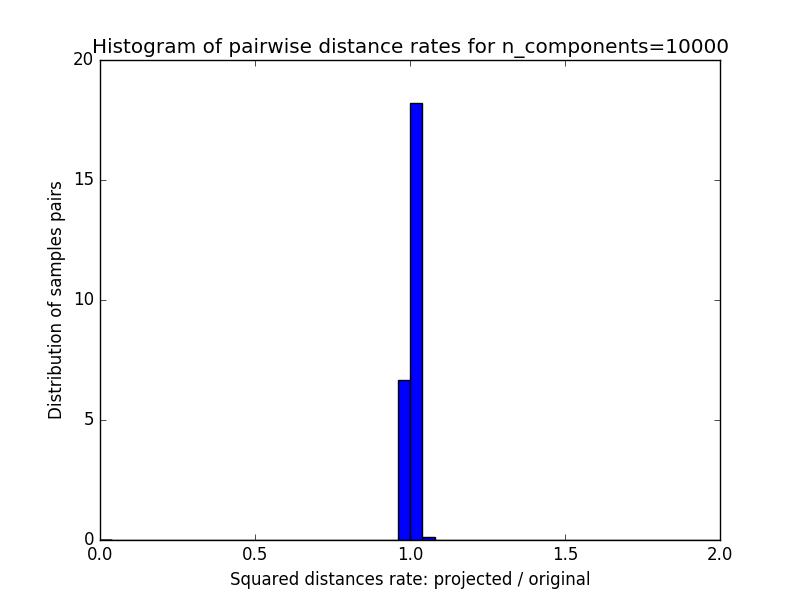 Histogram of pairwise distance rates for n_components=10000
20
15
10
5
0
Distribution of samples pairs
0.0 0.5 1.0 1.5 2.0
Squared distances rate: projected / original